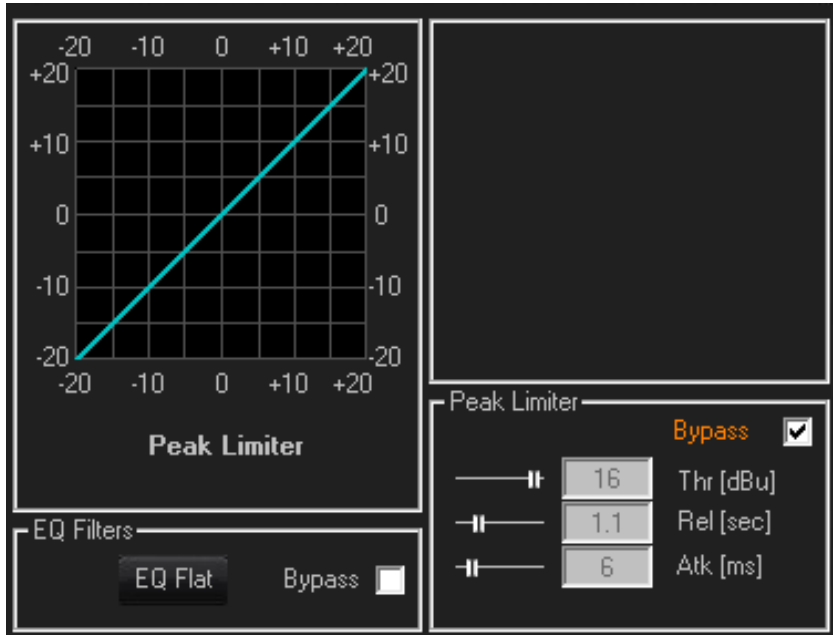 -20 -10 0 +10 +20
+20 +20
+10 +10
0 0
-10 -10
-20 -20
-20 -10 0 +10 +20
Peak Limiter
EQ Filters
EQ Flat Bypass
Peak Limiter
Bypass
16 Thr [dBu]
1.1 Rel [sec]
6 Atk [ms]